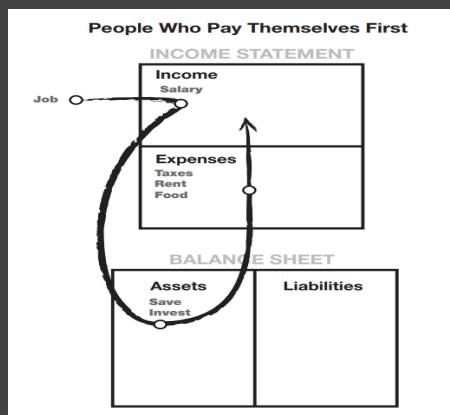 People Who Pay Themselves First
INCOME STATEMENT
Income
Salary
Job
Expenses
Taxes
Rent
Food
BALANCE SHEET
Assets
Save
Invest
Liabilities